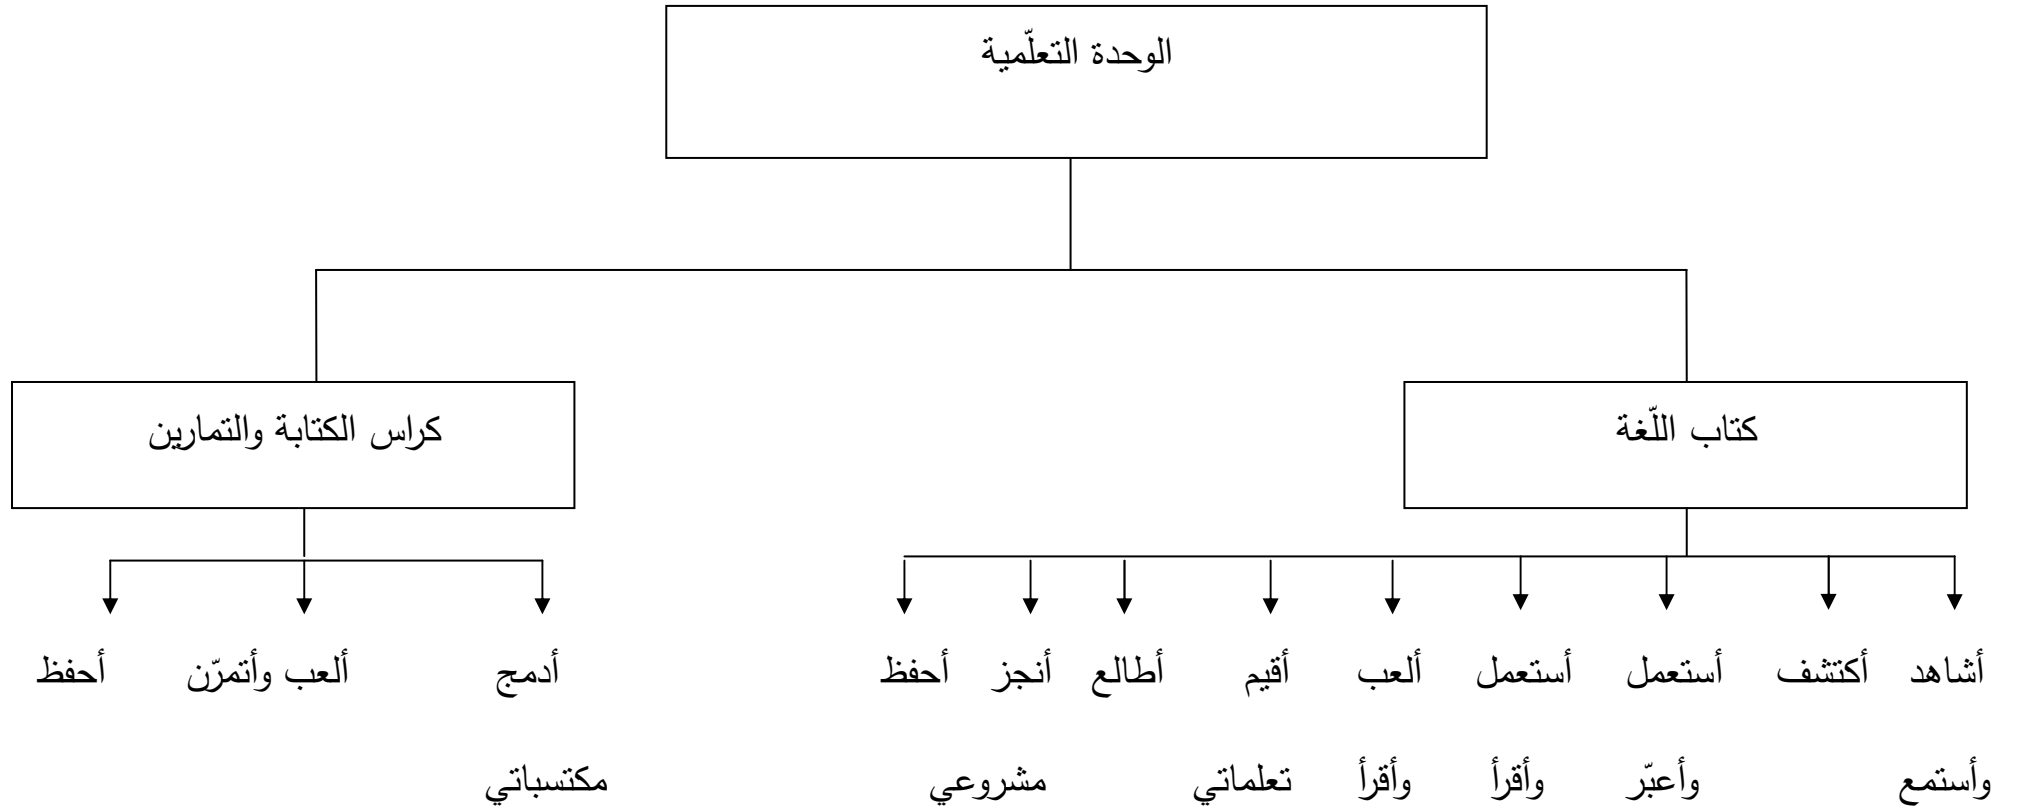 الوحدة التعلّمية
كتاب اللّغة
كراس الكتابة والتمارين
أشاهد أكتشف أستعمل أستعمل ألعب أقيم أطالع أنجز أحفظ
وأستمع وأعبّر وأقرأ وأقرأ تعلماتي مشروعي
أدمج ألعب وأتمرّن أحفظ
مكتسباتي